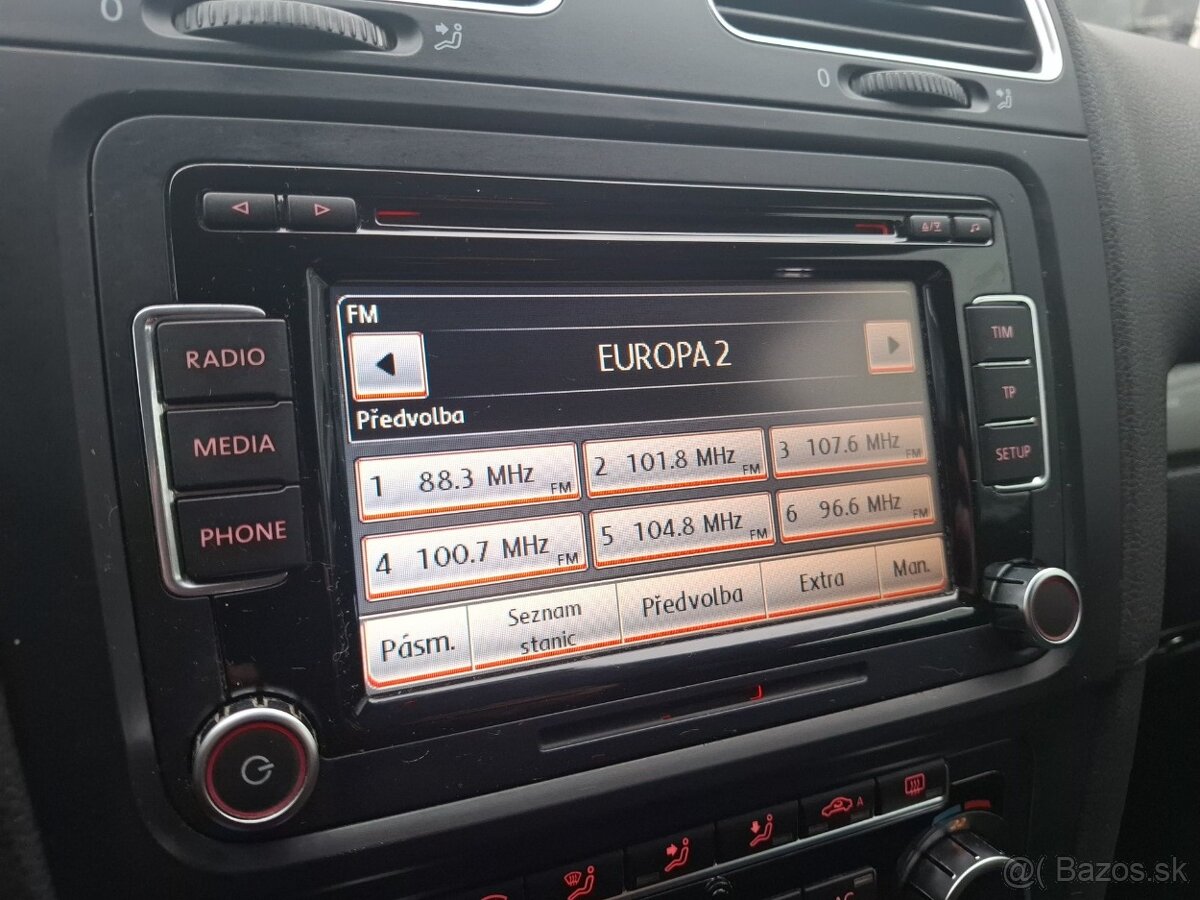 0
0
RADIO
MEDIA
PHONE
FM
EUROPA 2
Předvolba
1 88.3 MHz FM
2 101.8 MHz FM
3 107.6 MHz FM
4 100.7 MHz FM
5 104.8 MHz FM
6 96.6 MHz FM
Pásm.
Seznam
stanic
Předvolba
Extra
Man.
TIM
TP
SETUP
A
@( Bazos.sk